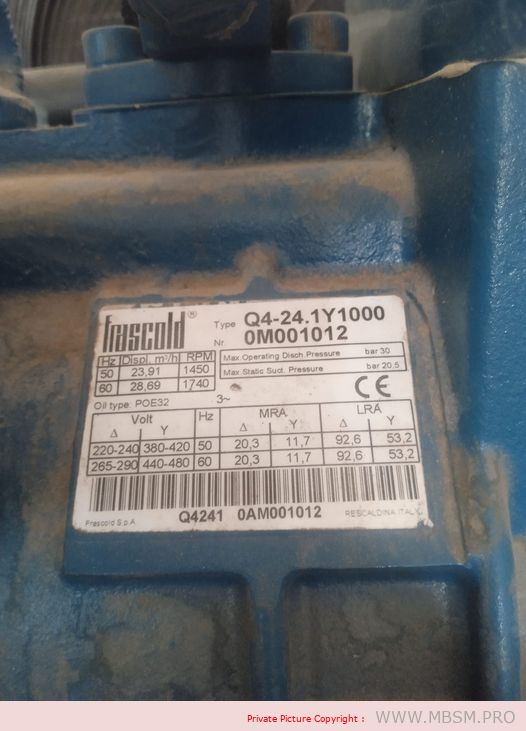 frascold® Type Q4-24.1Y1000
Nr 0M001012
Hz Displ. m³/h RPM
50 23,91 1450
60 28,69 1740
Max.Operating Disch.Pressure bar 30
Max.Static Suct. Pressure bar 20,5
Oil type: POE32 3~ CE
Volt Hz MRA LRA
Δ Y Δ Y Δ Y
220-240 380-420 50 20,3 11,7 92,6 53,2
265-290 440-480 60 20,3 11,7 92,6 53,2
Q4241 0AM001012
Frascold S.p.A. RESCALDINA ITALY
Private Picture Copyright : WWW.MBSM.PRO